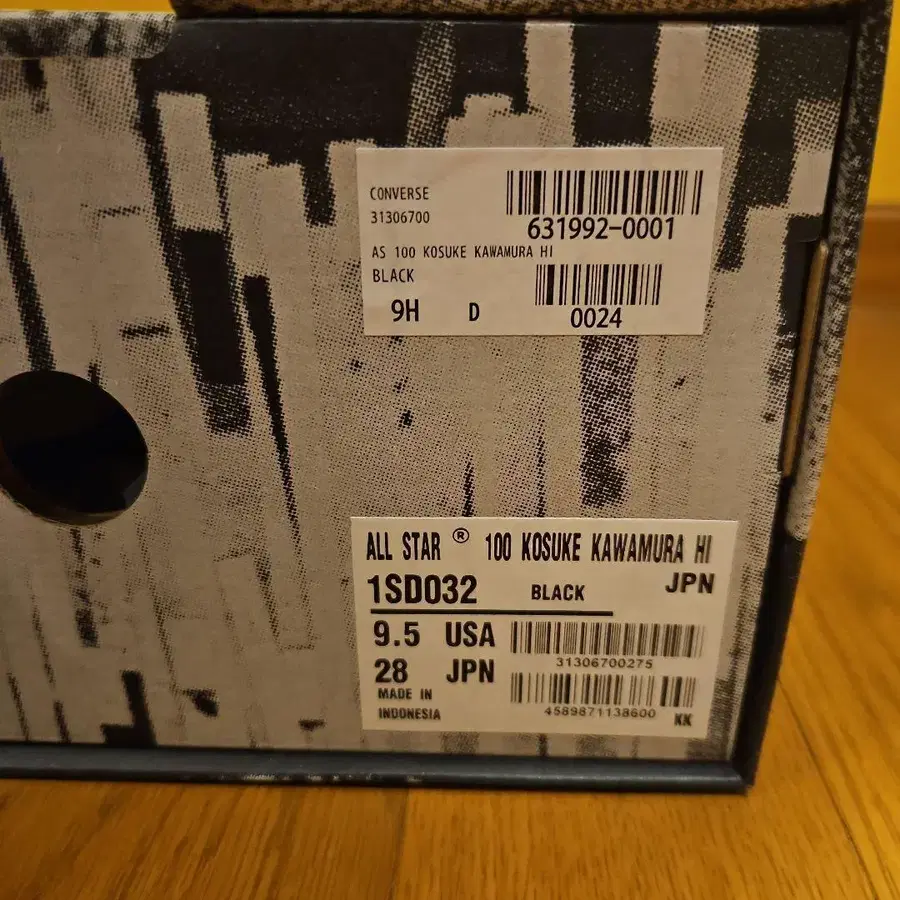 CONVERSE
31306700
631992-0001
AS 100 KOSUKE KAWAMURA HI
BLACK
9H D
0024
ALL STAR ® 100 KOSUKE KAWAMURA HI
1SD032 BLACK JPN
9.5 USA
31306700275
28 JPN
MADE IN
INDONESIA
4589871138600 KK